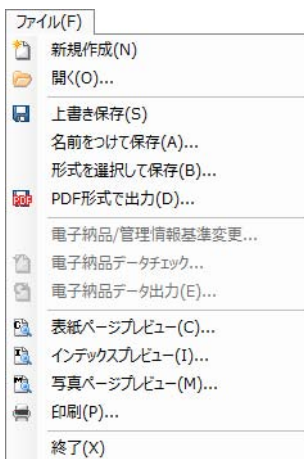 ファイル(F)
新規作成(N)
開く(O)...
上書き保存(S)
名前をつけて保存(A)...
形式を選択して保存(B)...
PDF形式で出力(D)...
電子納品/管理情報基準変更...
電子納品データチェック...
電子納品データ出力(E)...
表紙ページプレビュー(C)...
インデックスプレビュー(I)...
写真ページプレビュー(M)...
印刷(P)...
終了(X)